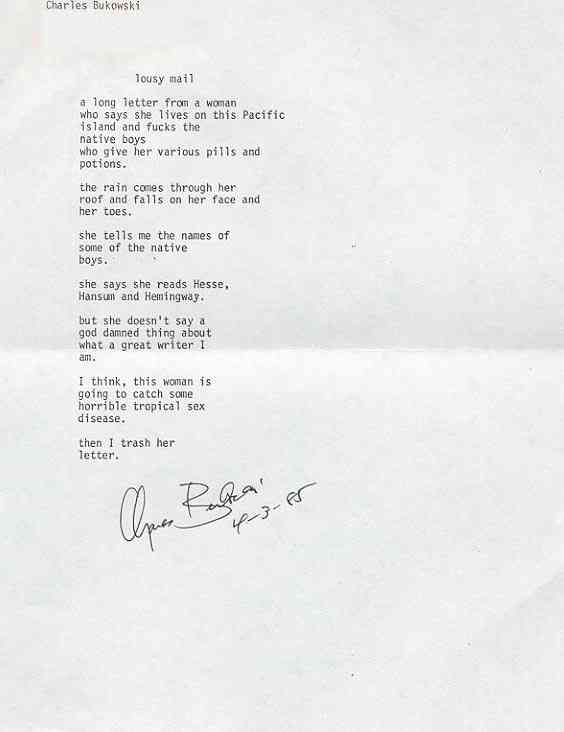 Charles Bukowski
lousy mail
a long letter from a woman
who says she lives on this Pacific
island and fucks the
native boys
who give her various pills and
potions.
the rain comes through her
roof and falls on her face and
her toes.
she tells me the names of
some of the native
boys.
she says she reads Hesse,
Hansum and Hemingway.
but she doesn't say a
god damned thing about
what a great writer I
am.
I think, this woman is
going to catch some
horrible tropical sex
disease.
then I trash her
letter.
Charles Bukowski
4-3-85